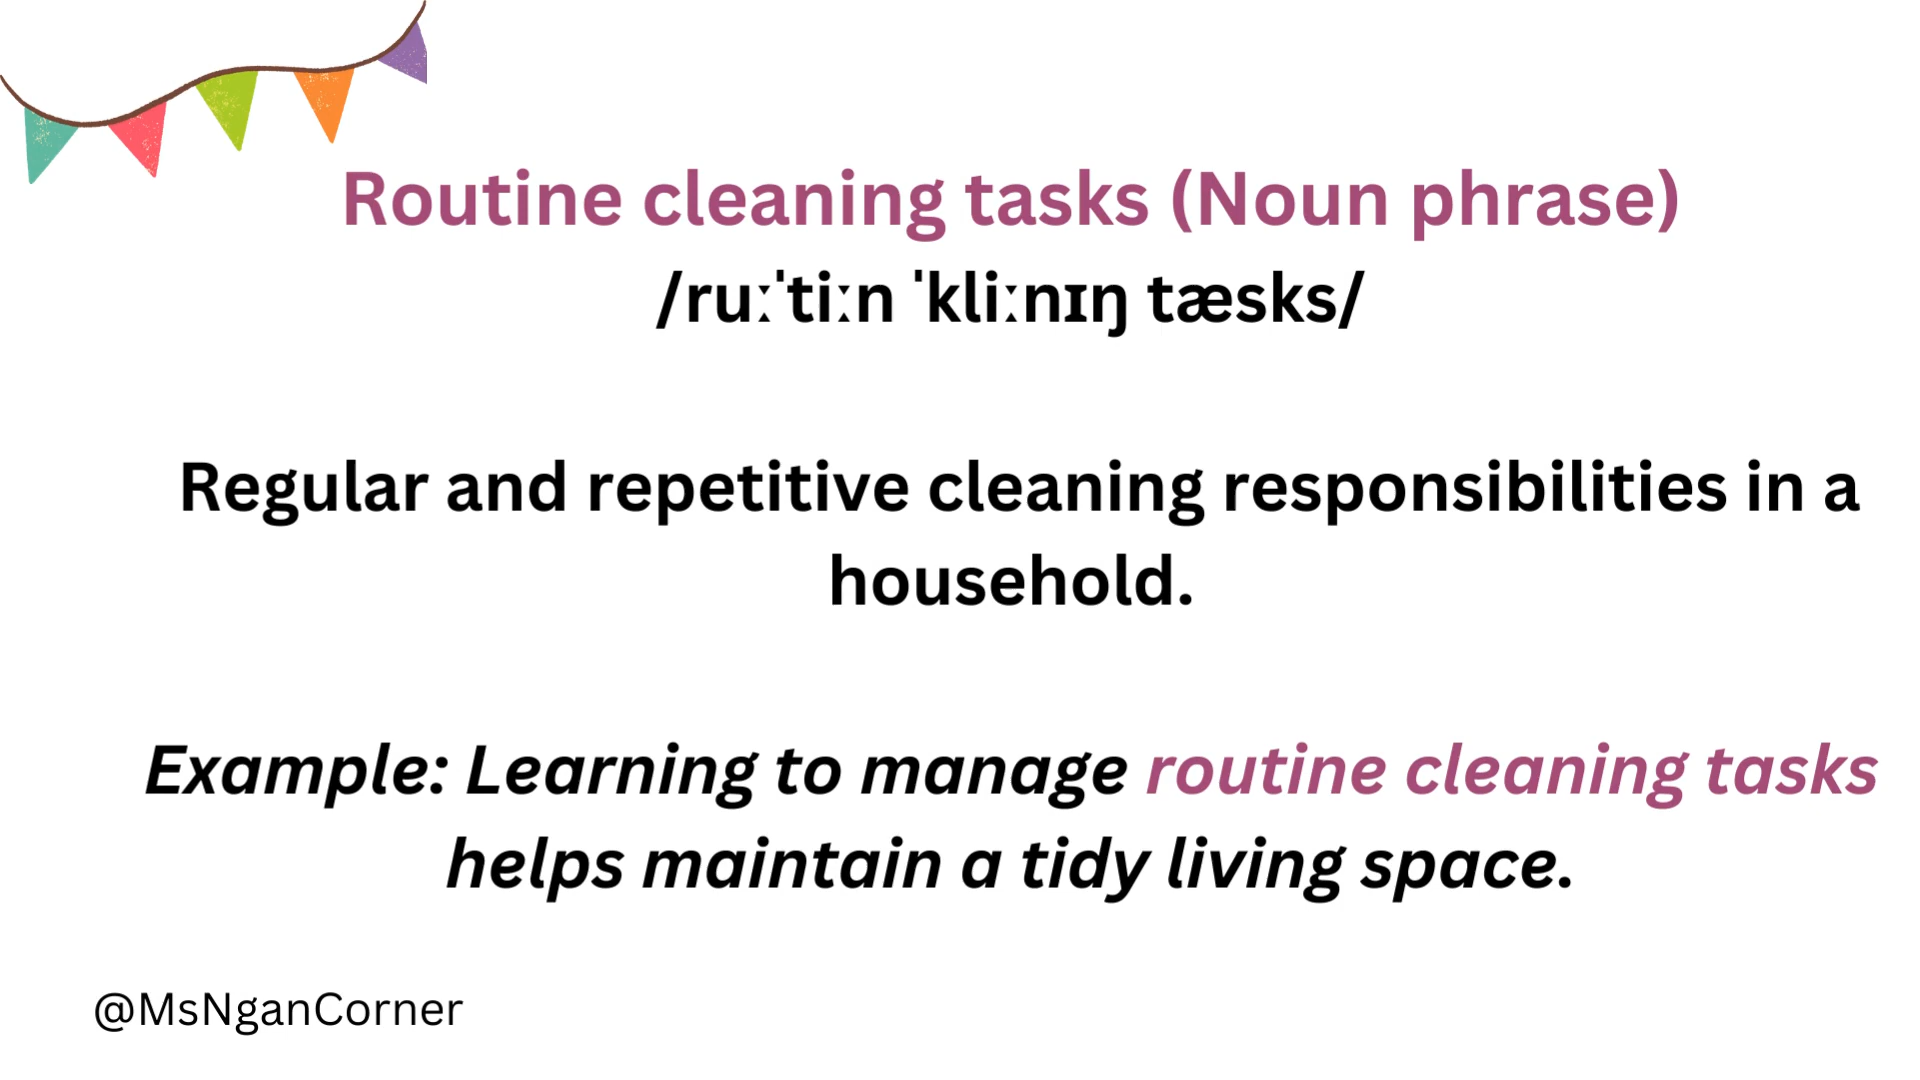 Routine cleaning tasks (Noun phrase)
/ruːˈtiːn ˈkliːnɪŋ tæsks/
Regular and repetitive cleaning responsibilities in a
household.
Example: Learning to manage routine cleaning tasks
helps maintain a tidy living space.
@MsNganCorner